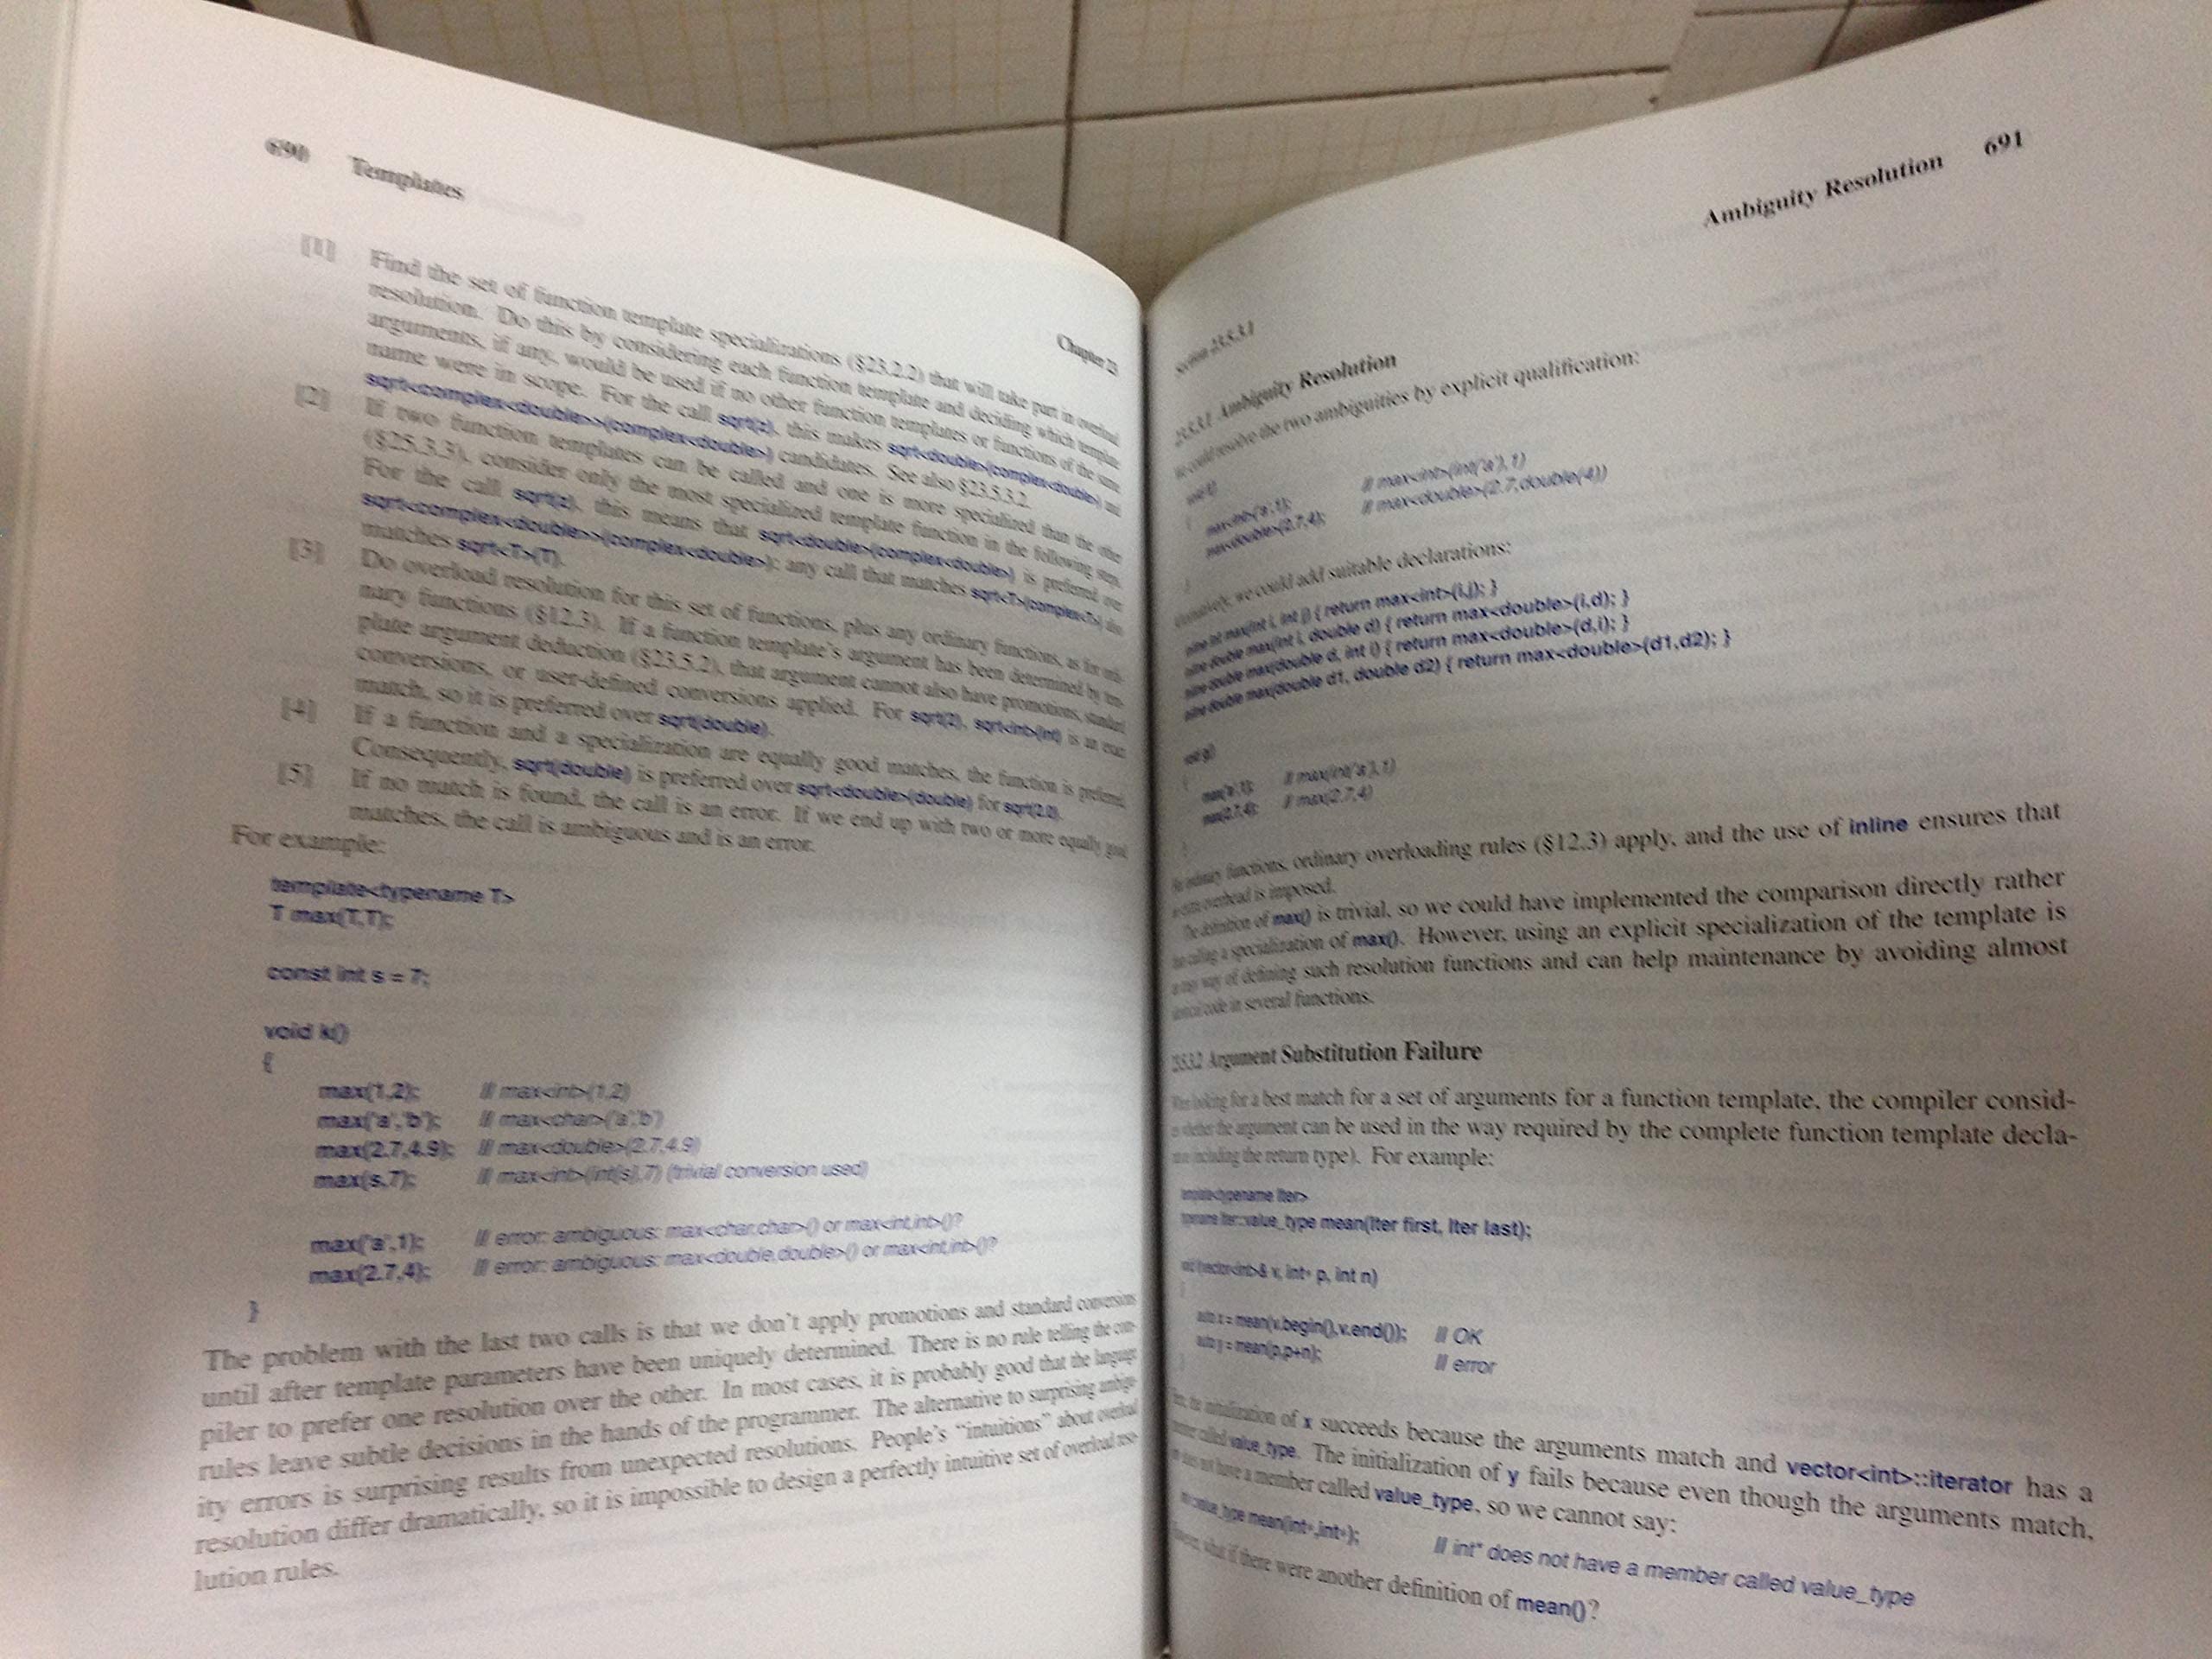 690 Templates Chapter 23
[1] Find the set of function template specializations (§23.2.2) that will take part in overload
resolution. Do this by considering each function template and deciding which template
arguments, if any, would be used if no other function templates or functions of the same
name were in scope. For the call sqrt(z), this makes sqrt<double>(complex<double>) and
sqrt<complex<double>>(complex<double>) candidates. See also §23.5.3.2.
[2] If two function templates can be called and one is more specialized than the other
(§25.3.3), consider only the most specialized template function in the following steps.
For the call sqrt(z), this means that sqrt<double>(complex<double>) is preferred over
sqrt<complex<double>>(complex<double>): any call that matches sqrt<T>(complex<T>) also
matches sqrt<T>(T).
[3] Do overload resolution for this set of functions, plus any ordinary functions, as for ordi-
nary functions (§12.3). If a function template's argument has been determined by tem-
plate argument deduction (§23.5.2), that argument cannot also have promotions, standard
conversions, or user-defined conversions applied. For sqrt(2), sqrt<int>(int) is an exact
match, so it is preferred over sqrt(double).
[4] If a function and a specialization are equally good matches, the function is preferred.
Consequently, sqrt(double) is preferred over sqrt<double>(double) for sqrt(2.0).
[5] If no match is found, the call is an error. If we end up with two or more equally good
matches, the call is ambiguous and is an error.
For example:
template<typename T>
T max(T,T);
const int s = 7;
void k()
{
max(1,2); // max<int>(1,2)
max('a','b'); // max<char>('a','b')
max(2.7,4.9); // max<double>(2.7,4.9)
max(s,7); // max<int>(int{s},7) (trivial conversion used)
max('a',1); // error: ambiguous: max<char,char>() or max<int,int>()?
max(2.7,4); // error: ambiguous: max<double,double>() or max<int,int>()?
}
The problem with the last two calls is that we don't apply promotions and standard conversions
until after template parameters have been uniquely determined. There is no rule telling the com-
piler to prefer one resolution over the other. In most cases, it is probably good that the language
rules leave subtle decisions in the hands of the programmer. The alternative to surprising ambigu-
ity errors is surprising results from unexpected resolutions. People's "intuitions" about overload
resolution differ dramatically, so it is impossible to design a perfectly intuitive set of overload reso-
lution rules.
Section 23.5.3.1 Ambiguity Resolution 691
23.5.3.1 Ambiguity Resolution
We could resolve the two ambiguities by explicit qualification:
void f()
{
max<int>('a',1); // max<int>(int('a'),1)
max<double>(2.7,4); // max<double>(2.7,double(4))
}
Alternatively, we could add suitable declarations:
inline int max(int i, int j) { return max<int>(i,j); }
inline double max(int i, double d) { return max<double>(i,d); }
inline double max(double d, int i) { return max<double>(d,i); }
inline double max(double d1, double d2) { return max<double>(d1,d2); }
void g()
{
max('a',1); // max(int('a'),1)
max(2.7,4); // max(2.7,4)
}
For ordinary functions, ordinary overloading rules (§12.3) apply, and the use of inline ensures that
no extra overhead is imposed.
The definition of max() is trivial, so we could have implemented the comparison directly rather
than calling a specialization of max(). However, using an explicit specialization of the template is
an easy way of defining such resolution functions and can help maintenance by avoiding almost
identical code in several functions.
23.5.3.2 Argument Substitution Failure
When looking for a best match for a set of arguments for a function template, the compiler consid-
ers whether the argument can be used in the way required by the complete function template decla-
ration (including the return type). For example:
template<typename Iter>
typename Iter::value_type mean(Iter first, Iter last);
void f(vector<int>& v, int* p, int n)
{
auto x = mean(v.begin(),v.end()); // OK
auto y = mean(p,p+n); // error
}
Here, the initialization of x succeeds because the arguments match and vector<int>::iterator has a
member called value_type. The initialization of y fails because even though the arguments match,
int* does not have a member called value_type, so we cannot say:
int*::value_type mean(int*,int*); // int* does not have a member called value_type
However, what if there were another definition of mean()?